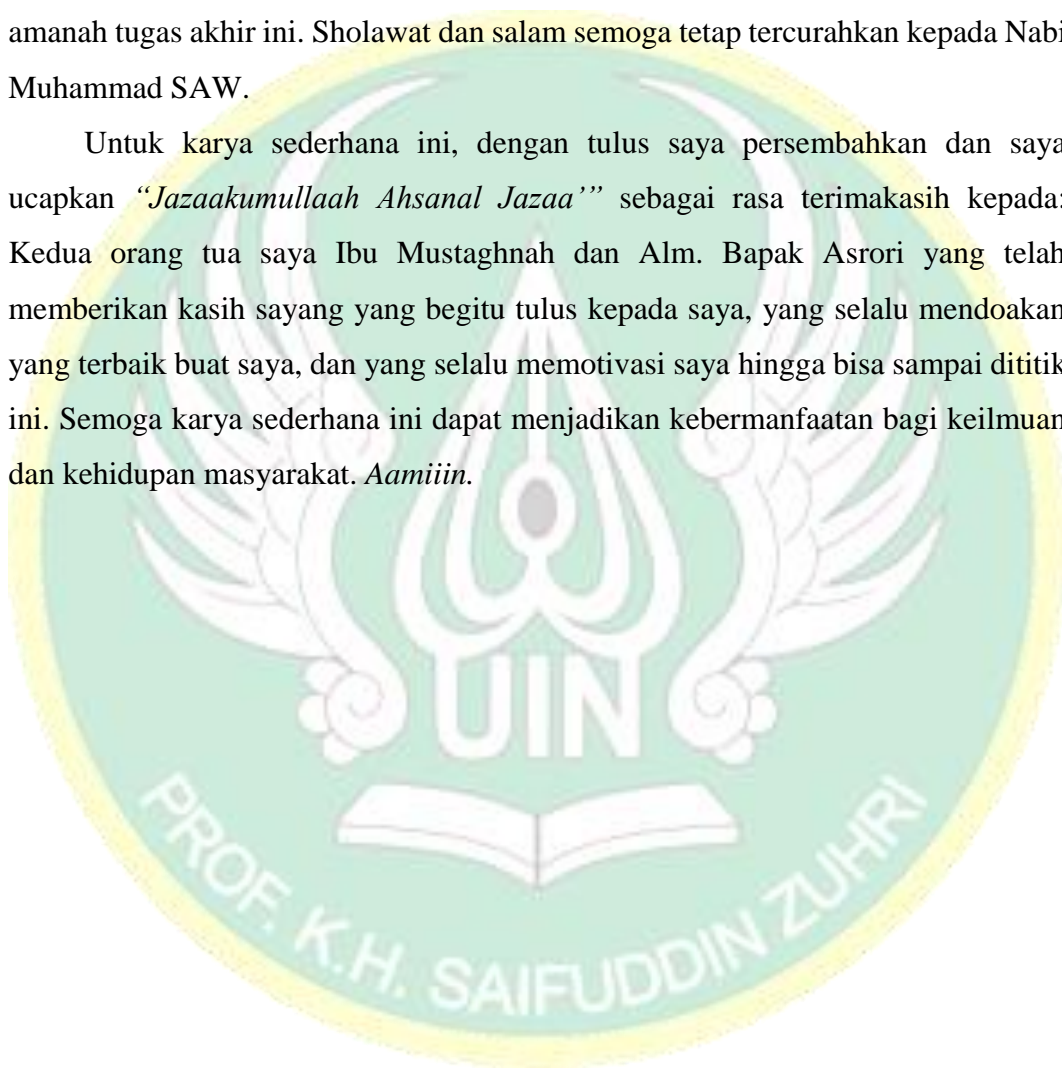 amanah tugas akhir ini. Sholawat dan salam semoga tetap tercurahkan kepada Nabi
Muhammad SAW.
Untuk karya sederhana ini, dengan tulus saya persembahkan dan saya
ucapkan “Jazaakumullaah Ahsanal Jazaa’” sebagai rasa terimakasih kepada:
Kedua orang tua saya Ibu Mustaghnah dan Alm. Bapak Asrori yang telah
memberikan kasih sayang yang begitu tulus kepada saya, yang selalu mendoakan
yang terbaik buat saya, dan yang selalu memotivasi saya hingga bisa sampai dititik
ini. Semoga karya sederhana ini dapat menjadikan kebermanfaatan bagi keilmuan
dan kehidupan masyarakat. Aamiiin.
UIN
PROF. K.H. SAIFUDDIN ZUHRI